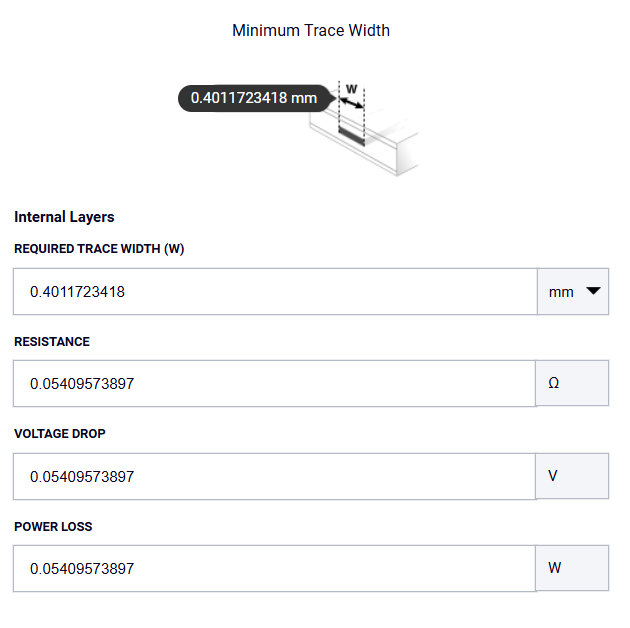 Minimum Trace Width
W
0.4011723418 mm
Internal Layers
REQUIRED TRACE WIDTH (W)
0.4011723418 mm
RESISTANCE
0.05409573897 Ω
VOLTAGE DROP
0.05409573897 V
POWER LOSS
0.05409573897 W